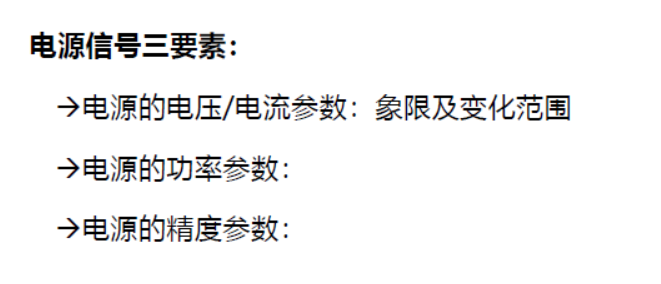 电源信号三要素：
→电源的电压/电流参数：象限及变化范围
→电源的功率参数：
→电源的精度参数：